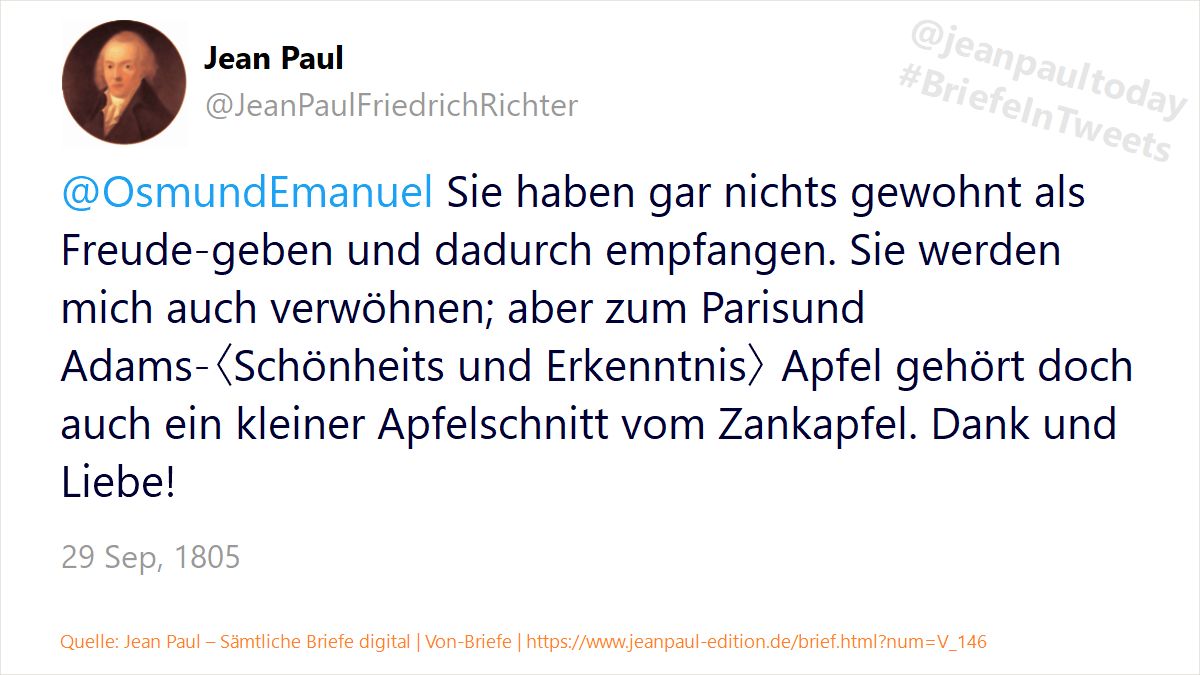 Jean Paul
@JeanPaulFriedrichRichter
@jeanpaultoday
#BriefeInTweets
@OsmundEmanuel Sie haben gar nichts gewohnt als
Freude-geben und dadurch empfangen. Sie werden
mich auch verwöhnen; aber zum Parisund
Adams-〈Schönheits und Erkenntnis〉 Apfel gehört doch
auch ein kleiner Apfelschnitt vom Zankapfel. Dank und
Liebe!
29 Sep, 1805
Quelle: Jean Paul – Sämtliche Briefe digital | Von-Briefe | https://www.jeanpaul-edition.de/brief.html?num=V_146